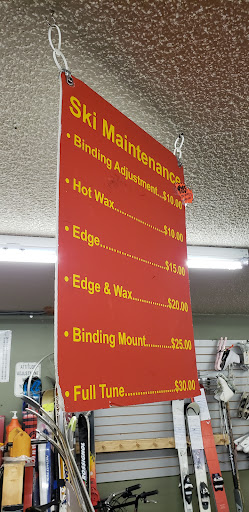 Ski Maintenance
• Binding Adjustment...$10.00
• Hot Wax....................$10.00
• Edge.........................$15.00
• Edge & Wax............$20.00
• Binding Mount..........$25.00
• Full Tune....................$30.00